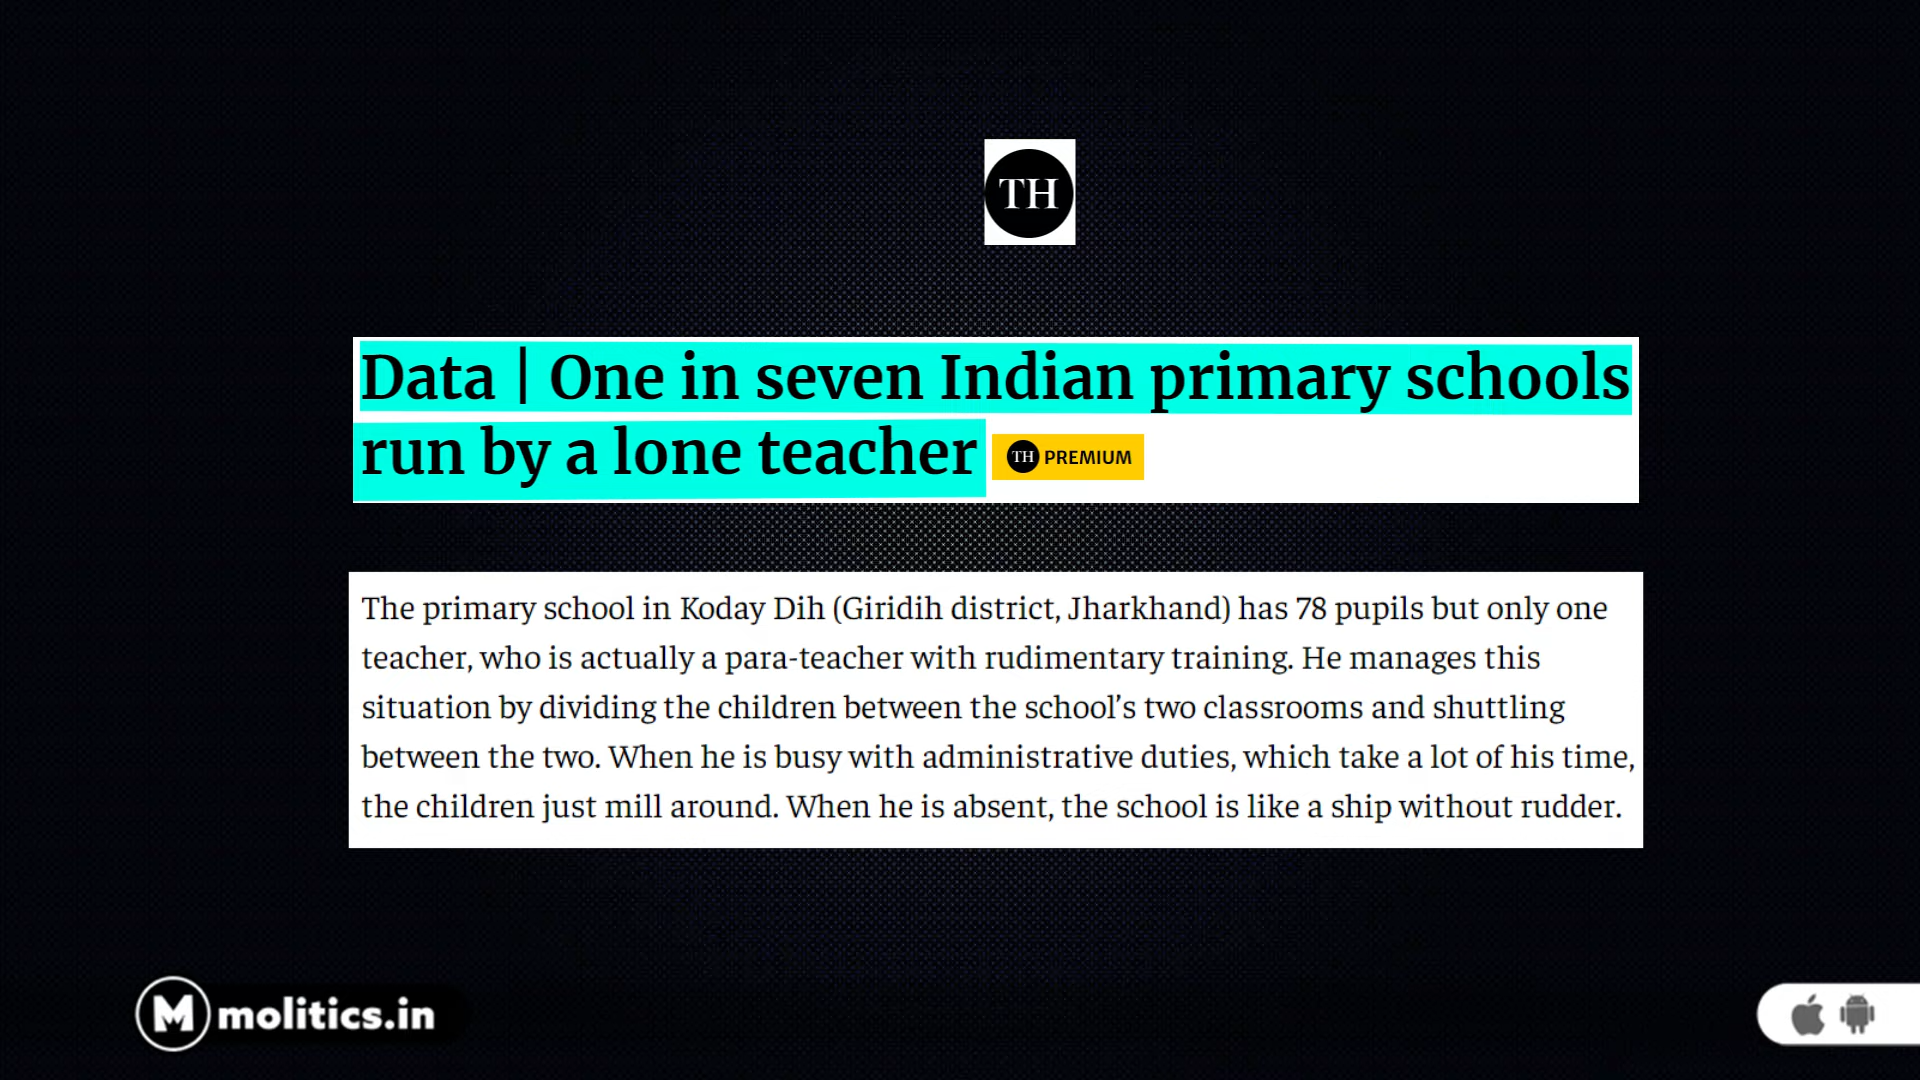 TH
Data | One in seven Indian primary schools
run by a lone teacher TH PREMIUM
The primary school in Koday Dih (Giridih district, Jharkhand) has 78 pupils but only one
teacher, who is actually a para-teacher with rudimentary training. He manages this
situation by dividing the children between the school’s two classrooms and shuttling
between the two. When he is busy with administrative duties, which take a lot of his time,
the children just mill around. When he is absent, the school is like a ship without rudder.
M molitics.in